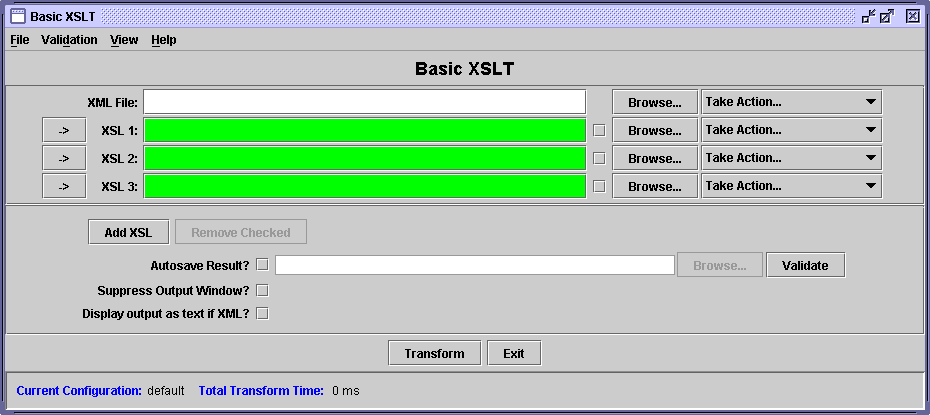 Basic XSLT
File Validation View Help
Basic XSLT
XML File: Browse... Take Action...
-> XSL 1: Browse... Take Action...
-> XSL 2: Browse... Take Action...
-> XSL 3: Browse... Take Action...
Add XSL Remove Checked
Autosave Result? Browse... Validate
Suppress Output Window?
Display output as text if XML?
Transform Exit
Current Configuration: default Total Transform Time: 0 ms